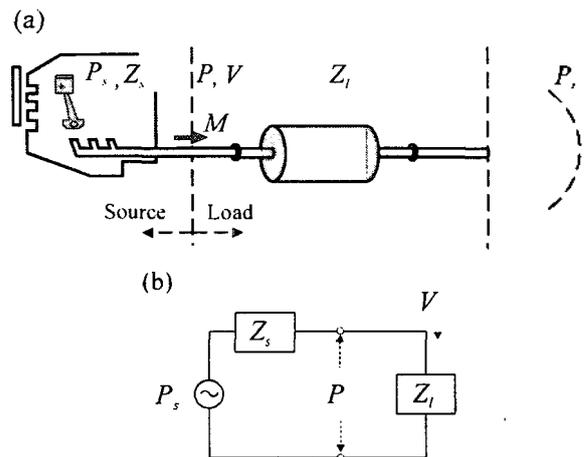 (a)
P_s, Z_s P, V Z_l P_r
M
Source Load
(b)
V
Z_s
P_s P Z_l